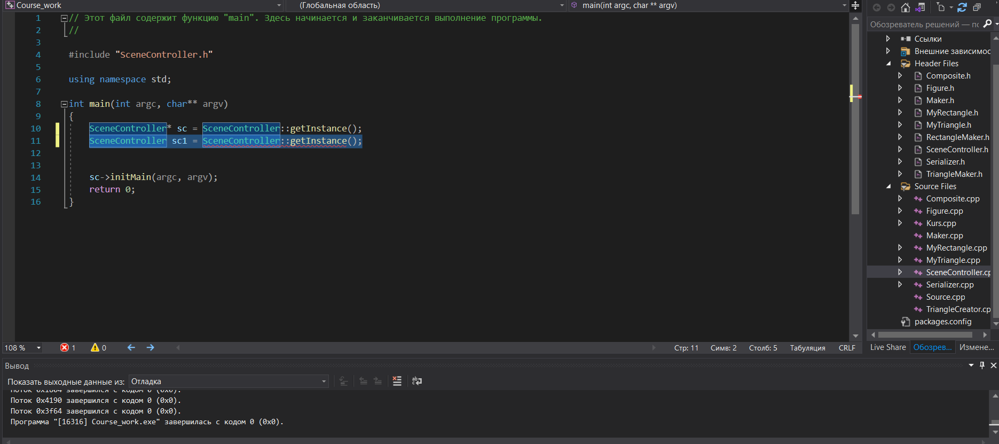 Course_work
(Глобальная область)
main(int argc, char ** argv)
1 // Этот файл содержит функцию "main". Здесь начинается и заканчивается выполнение программы.
2 //
3
4 #include "SceneController.h"
5
6 using namespace std;
7
8 int main(int argc, char** argv)
9 {
10 SceneController* sc = SceneController::getInstance();
11 SceneController sc1 = SceneController::getInstance();
12
13
14 sc->initMain(argc, argv);
15 return 0;
16 }
108 %
1
0
Стр: 11
Симв: 2
Столб: 5
Табуляция
CRLF
Обозреватель решений — по
Ссылки
Внешние зависимос
Header Files
Composite.h
Figure.h
Maker.h
MyRectangle.h
MyTriangle.h
RectangleMaker.h
SceneController.h
Serializer.h
TriangleMaker.h
Source Files
Composite.cpp
Figure.cpp
Kurs.cpp
Maker.cpp
MyRectangle.cpp
MyTriangle.cpp
SceneController.cp
Serializer.cpp
Source.cpp
TriangleCreator.cp
packages.config
Live Share
Обозрев...
Измене...
Вывод
Показать выходные данные из: Отладка
завершился с кодом 0 (0x0).
Поток 0x4190 завершился с кодом 0 (0x0).
Поток 0x3f64 завершился с кодом 0 (0x0).
Программа "[16316] Course_work.exe" завершилась с кодом 0 (0x0).